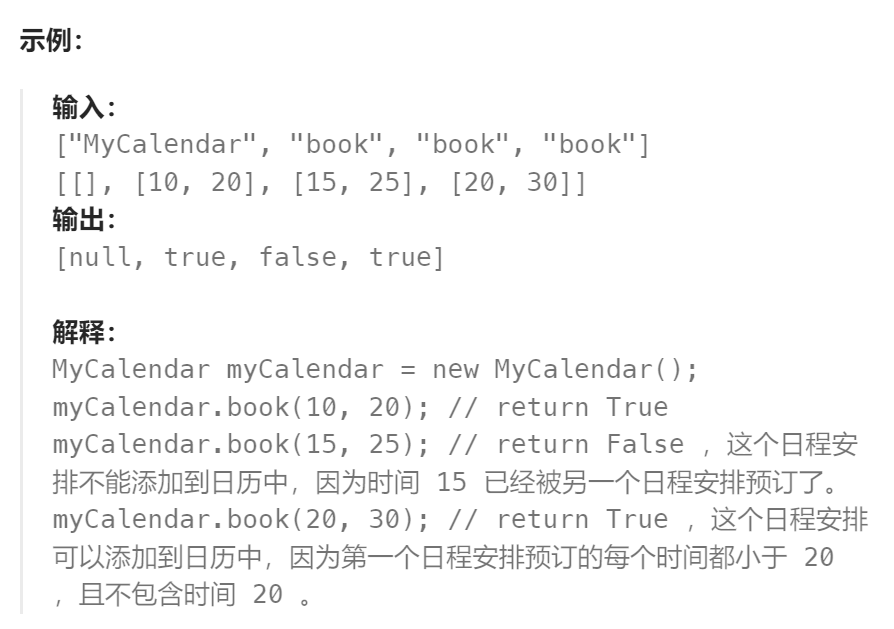 示例：
输入：
["MyCalendar", "book", "book", "book"]
[[], [10, 20], [15, 25], [20, 30]]
输出：
[null, true, false, true]
解释：
MyCalendar myCalendar = new MyCalendar();
myCalendar.book(10, 20); // return True
myCalendar.book(15, 25); // return False ，这个日程安
排不能添加到日历中，因为时间 15 已经被另一个日程安排预订了。
myCalendar.book(20, 30); // return True ，这个日程安排
可以添加到日历中，因为第一个日程安排预订的每个时间都小于 20
，且不包含时间 20 。